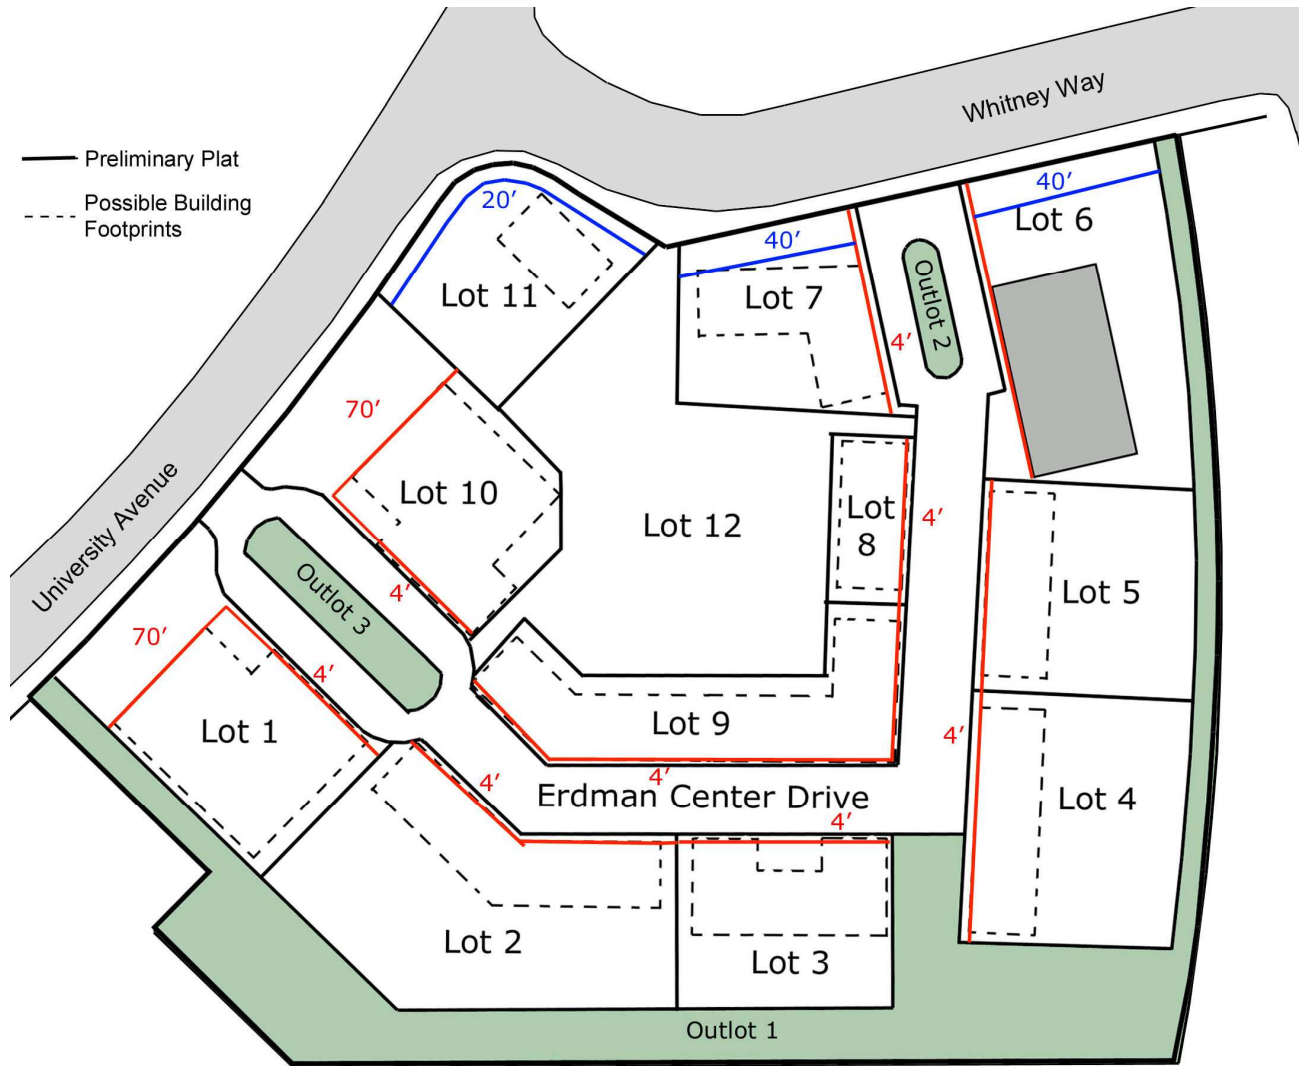 Whitney Way
Preliminary Plat
Possible Building
Footprints
20′
40′
40′
Lot 6
Lot 11
Lot 7
Outlot 2
4′
70′
Lot 10
Lot 12
Lot
8
4′
University Avenue
Outlot 3
4′
Lot 5
70′
4′
Lot 1
Lot 9
4′
4′
4′
Erdman Center Drive
Lot 4
4′
Lot 2
Lot 3
Outlot 1